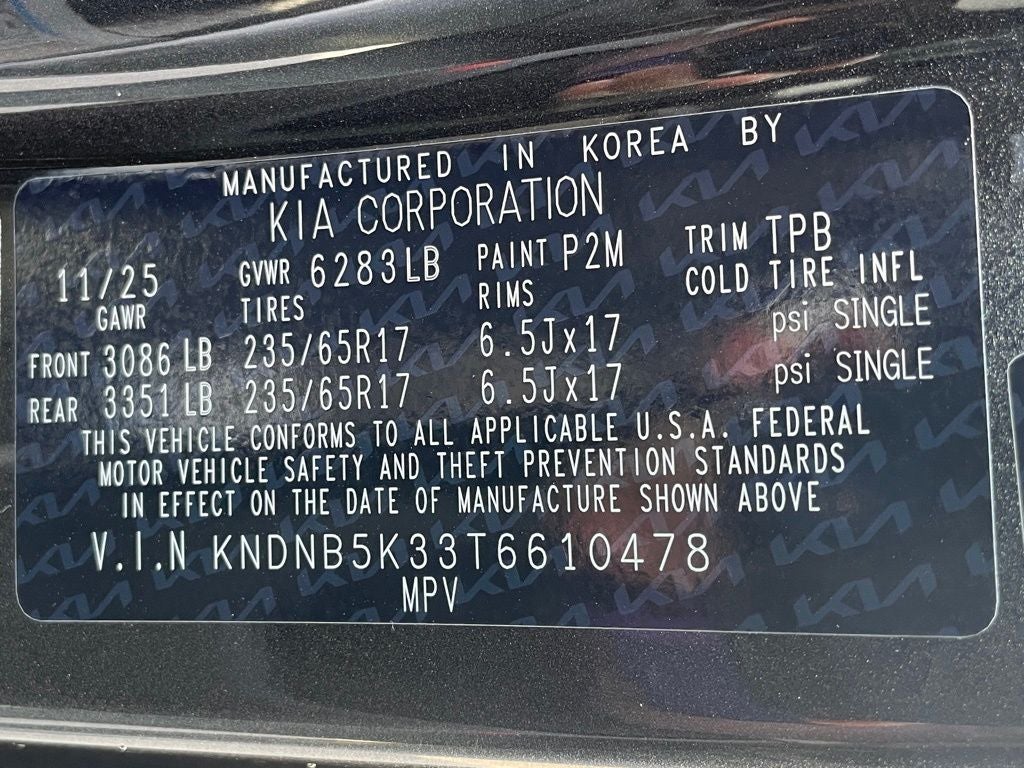 MANUFACTURED IN KOREA BY
KIA CORPORATION
11/25 GVWR 6283LB PAINT P2M TRIM TPB
GAWR TIRES RIMS COLD TIRE INFL
FRONT 3086 LB 235/65R17 6.5Jx17 psi SINGLE
REAR 3351 LB 235/65R17 6.5Jx17 psi SINGLE
THIS VEHICLE CONFORMS TO ALL APPLICABLE U.S.A. FEDERAL
MOTOR VEHICLE SAFETY AND THEFT PREVENTION STANDARDS
IN EFFECT ON THE DATE OF MANUFACTURE SHOWN ABOVE
V.I.N KNDNB5K33T6610478
MPV